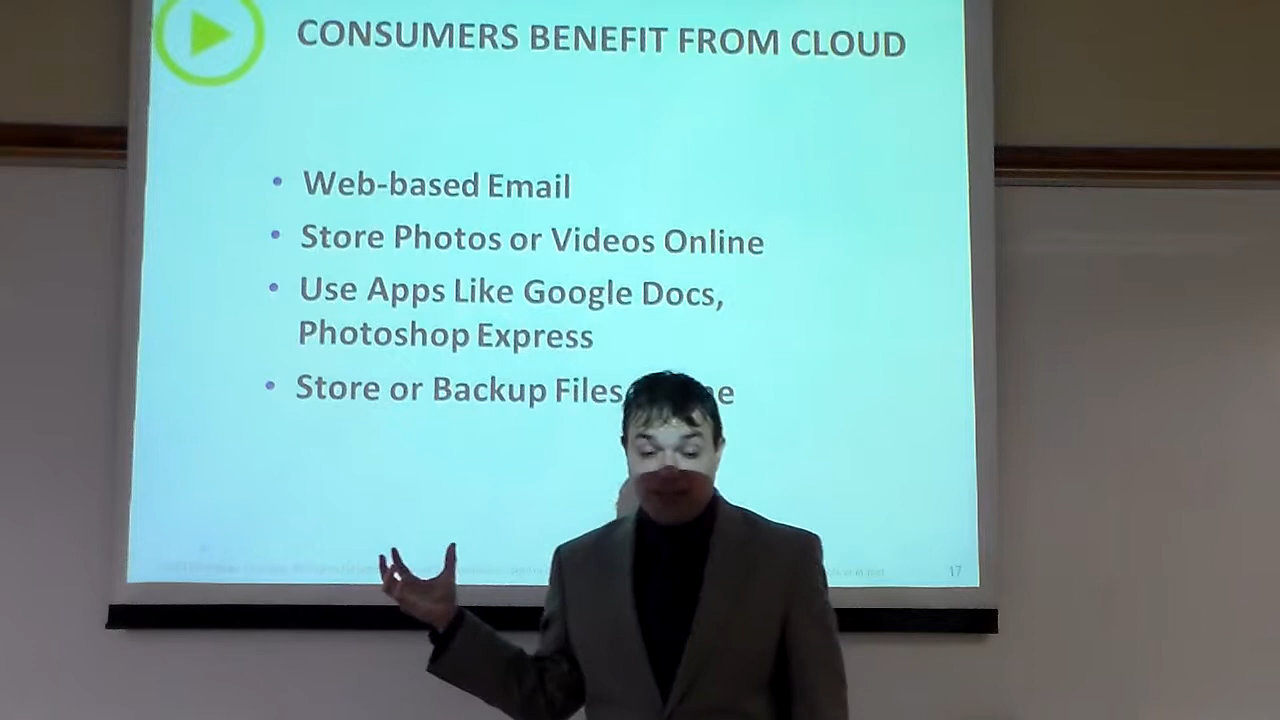 CONSUMERS BENEFIT FROM CLOUD
• Web-based Email
• Store Photos or Videos Online
• Use Apps Like Google Docs,
Photoshop Express
• Store or Backup Files
17